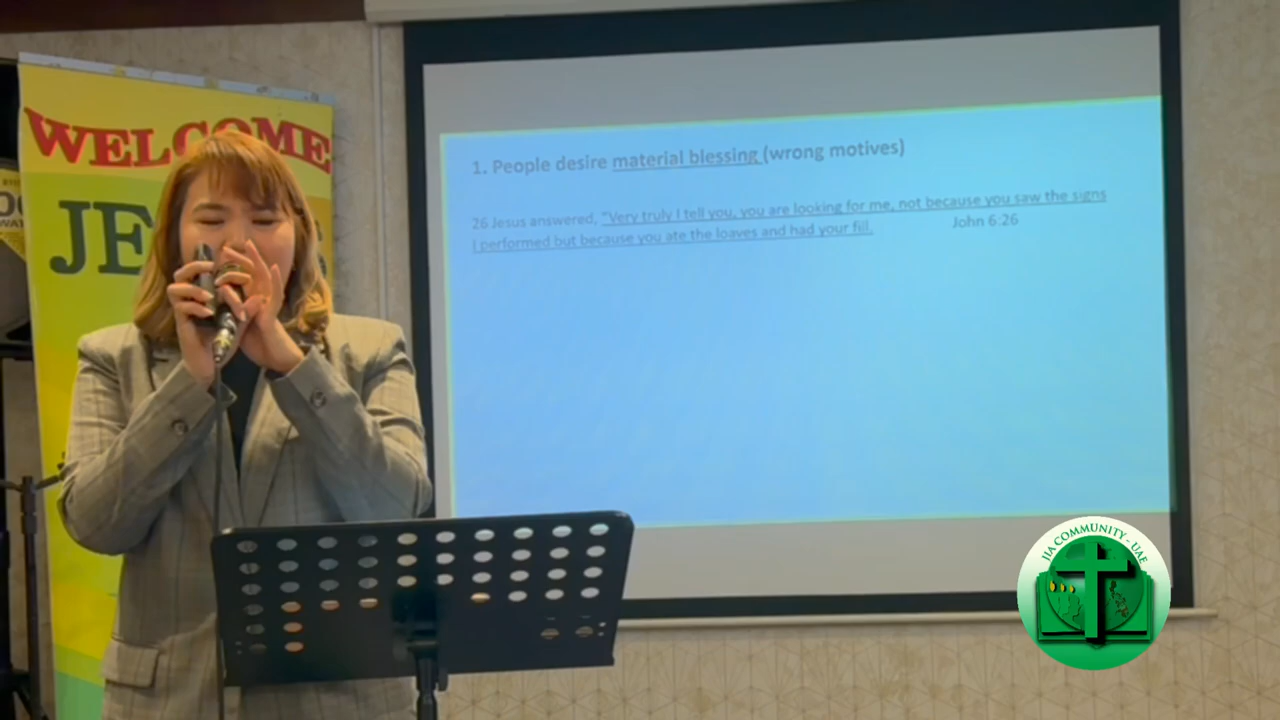 WELCOME
JE
1. People desire material blessing (wrong motives)
26 Jesus answered, "Very truly I tell you, you are looking for me, not because you saw the signs
I performed but because you ate the loaves and had your fill. John 6:26
JIA COMMUNITY - UAE